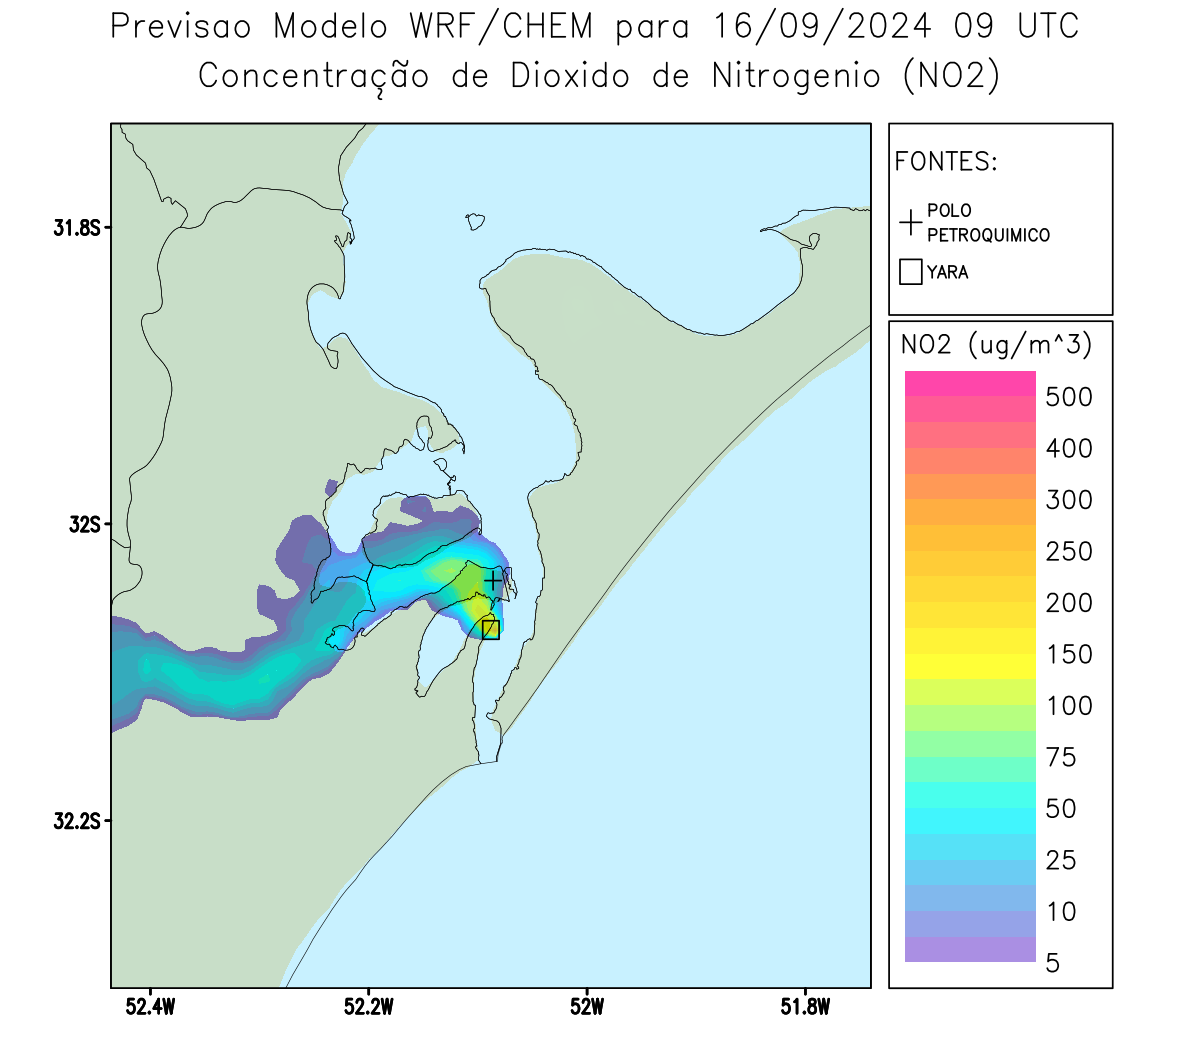 Previsao Modelo WRF/CHEM para 16/09/2024 09 UTC
Concentração de Dioxido de Nitrogenio (NO2)
FONTES:
POLO
PETROQUIMICO
YARA
NO2 (ug/m^3)
500
400
300
250
200
150
100
75
50
25
10
5
31.8S
32S
32.2S
52.4W
52.2W
52W
51.8W